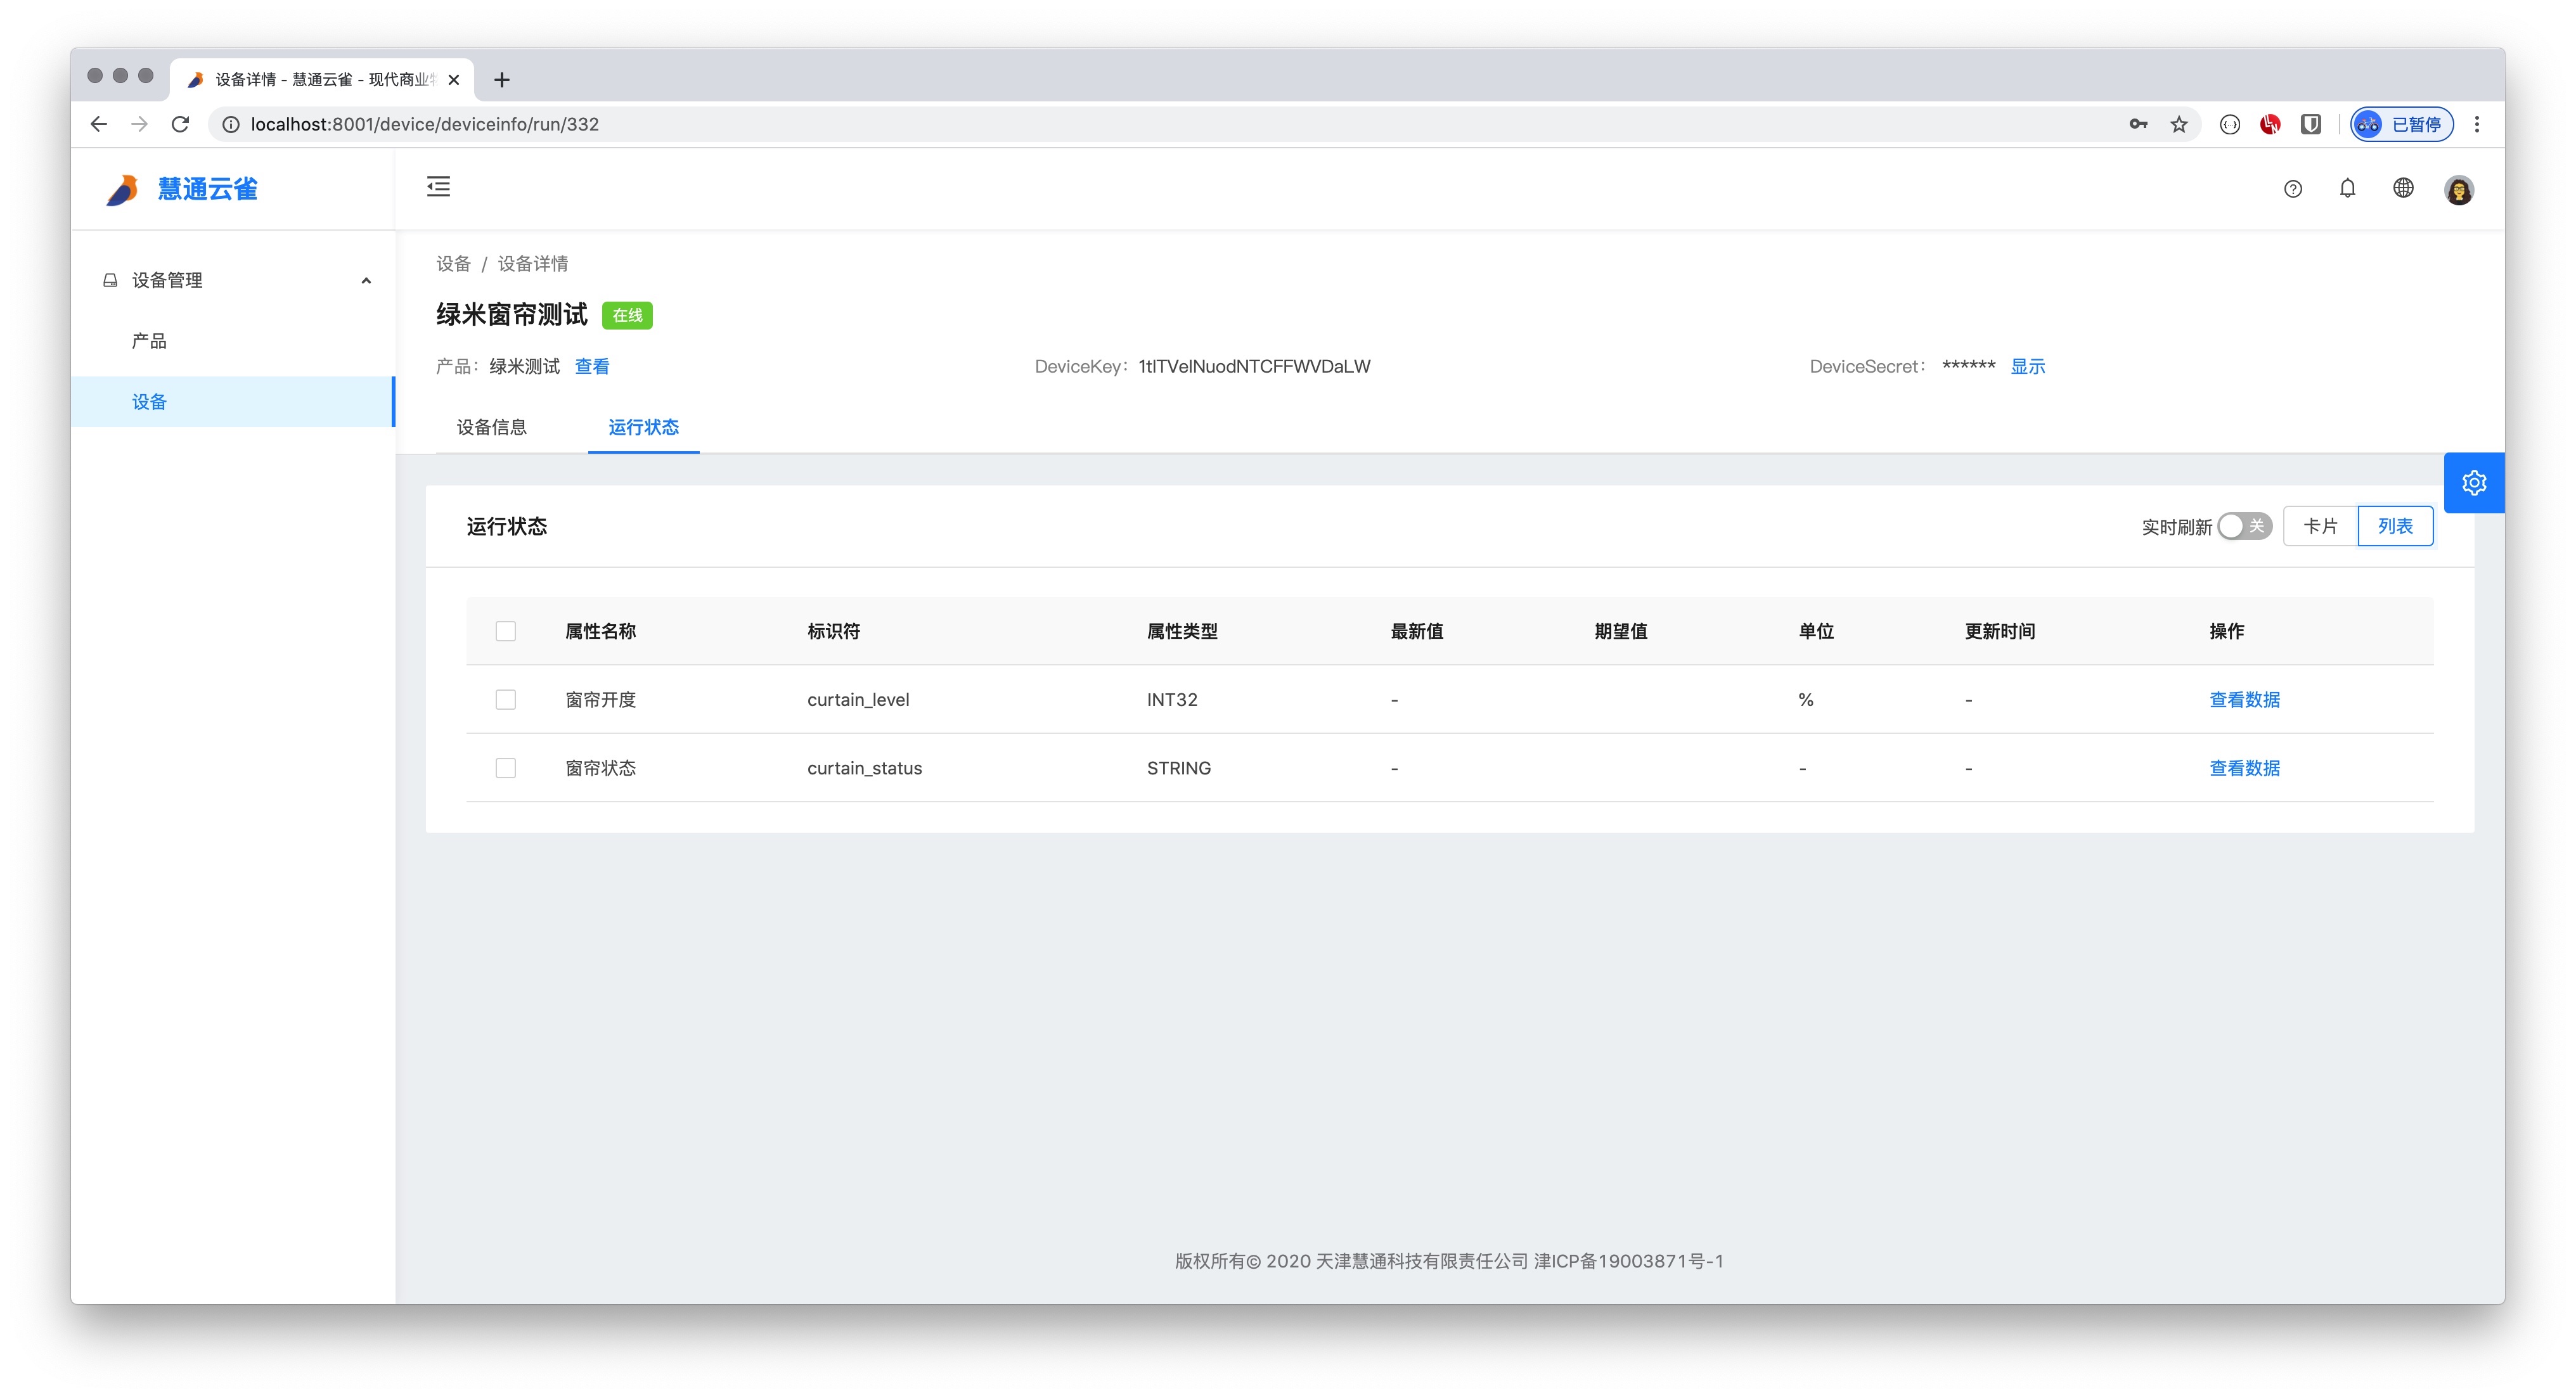 设备详情 - 慧通云雀 - 现代商业
localhost:8001/device/deviceinfo/run/332
已暂停
慧通云雀
设备管理
产品
设备
设备 / 设备详情
绿米窗帘测试 在线
产品：绿米测试 查看 DeviceKey：1tITVeINuodNTCFFWVDaLW DeviceSecret：****** 显示
设备信息 运行状态
运行状态 实时刷新 关 卡片 列表
属性名称 标识符 属性类型 最新值 期望值 单位 更新时间 操作
窗帘开度 curtain_level INT32 - % - 查看数据
窗帘状态 curtain_status STRING - - - 查看数据
版权所有© 2020 天津慧通科技有限责任公司 津ICP备19003871号-1